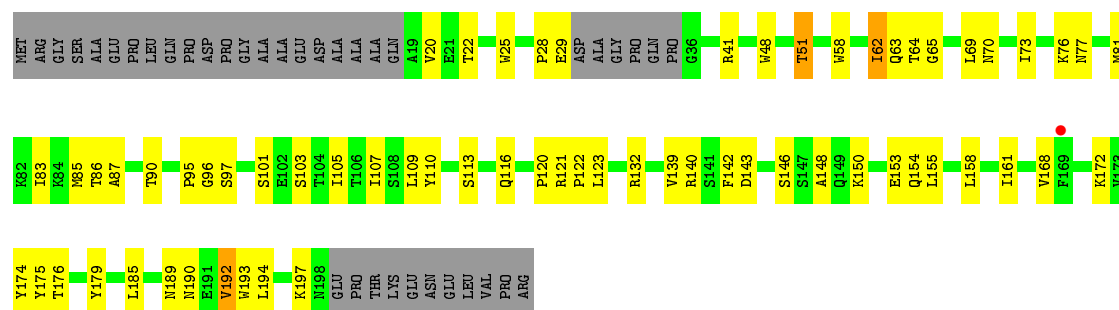 MET ARG GLY SER ALA GLU PRO LEU GLN PRO ASP PRO GLY ALA ALA GLU ASP ALA ALA ALA GLN A19 V20 E21 T22 W25 P28 E29 ASP ALA GLY PRO GLN PRO G36 R41 W48 T51 W58 I62 Q63 T64 G65 L69 N70 I73 K76 N77 M81
K82 I83 K84 M85 T86 A87 T90 P95 G96 S97 S101 E102 S103 T104 I105 T106 I107 S108 L109 Y110 S113 Q116 P120 R121 P122 L123 R132 V139 R140 S141 F142 D143 S146 S147 A148 Q149 K150 E153 Q154 L155 L158 I161 V168 F169 K172 V173
Y174 Y175 T176 Y179 L185 N189 N190 E191 V192 W193 L194 K197 N198 GLU PRO THR LYS GLU ASN GLU LEU VAL PRO ARG